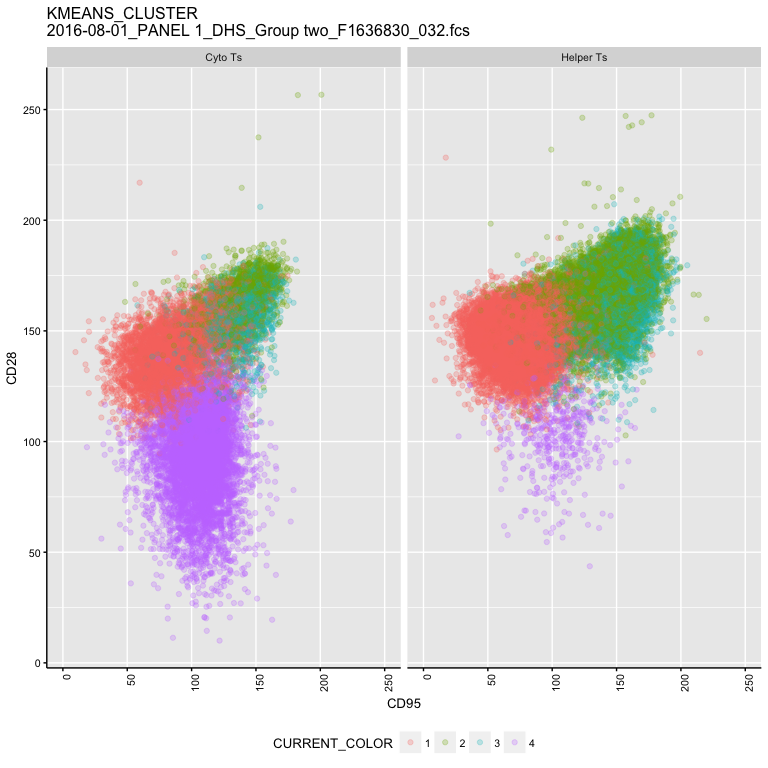 KMEANS_CLUSTER
2016-08-01_PANEL 1_DHS_Group two_F1636830_032.fcs
Cyto Ts Helper Ts
250
200
150
100
50
0
CD28
0 50 100 150 200 250 0 50 100 150 200 250
CD95
CURRENT_COLOR 1 2 3 4